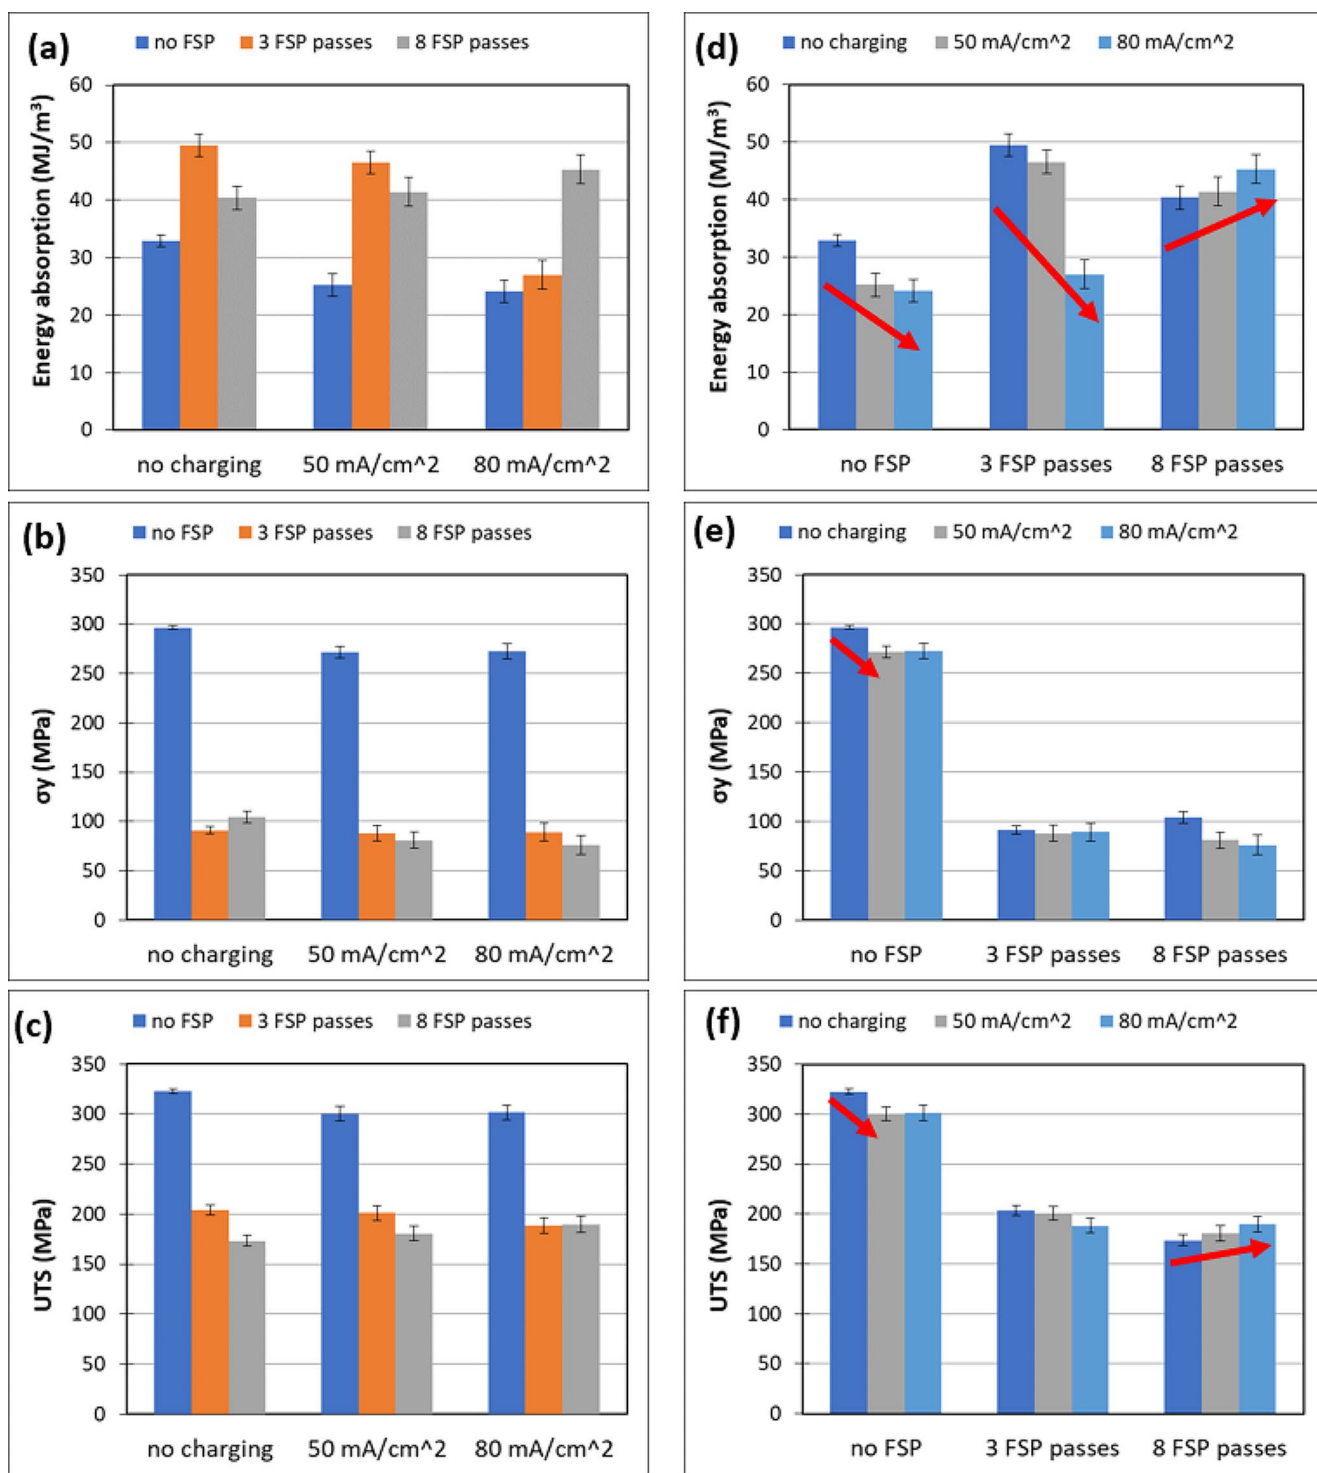 (a)
no FSP 3 FSP passes 8 FSP passes
Energy absorption (MJ/m³)
60
50
40
30
20
10
0
no charging 50 mA/cm^2 80 mA/cm^2
(d)
no charging 50 mA/cm^2 80 mA/cm^2
Energy absorption (MJ/m³)
60
50
40
30
20
10
0
no FSP 3 FSP passes 8 FSP passes
(b)
no FSP 3 FSP passes 8 FSP passes
σy (MPa)
350
300
250
200
150
100
50
0
no charging 50 mA/cm^2 80 mA/cm^2
(e)
no charging 50 mA/cm^2 80 mA/cm^2
σy (MPa)
350
300
250
200
150
100
50
0
no FSP 3 FSP passes 8 FSP passes
(c)
no FSP 3 FSP passes 8 FSP passes
UTS (MPa)
350
300
250
200
150
100
50
0
no charging 50 mA/cm^2 80 mA/cm^2
(f)
no charging 50 mA/cm^2 80 mA/cm^2
UTS (MPa)
350
300
250
200
150
100
50
0
no FSP 3 FSP passes 8 FSP passes